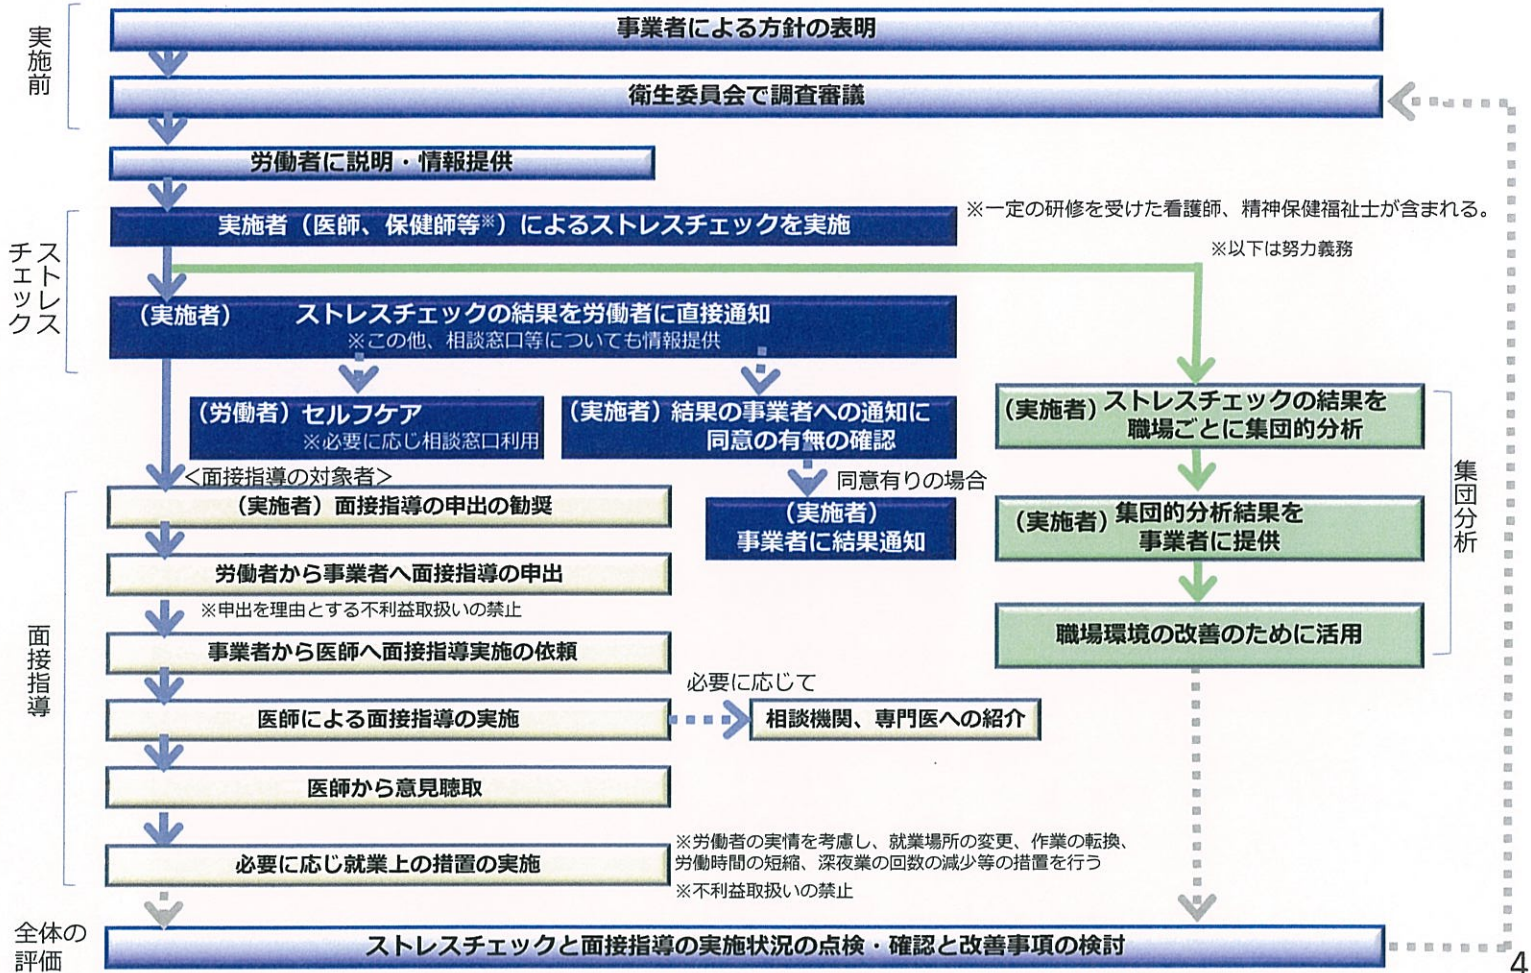 実施前
事業者による方針の表明
衛生委員会で調査審議
労働者に説明・情報提供
ストレス
チェック
実施者（医師、保健師等※）によるストレスチェックを実施
※一定の研修を受けた看護師、精神保健福祉士が含まれる。
※以下は努力義務
（実施者） ストレスチェックの結果を労働者に直接通知
※この他、相談窓口等についても情報提供
（労働者）セルフケア
※必要に応じ相談窓口利用
（実施者）結果の事業者への通知に
同意の有無の確認
同意有りの場合
（実施者）
事業者に結果通知
（実施者）ストレスチェックの結果を
職場ごとに集団的分析
（実施者）集団的分析結果を
事業者に提供
職場環境の改善のために活用
集団分析
面接指導
＜面接指導の対象者＞
（実施者）面接指導の申出の勧奨
労働者から事業者へ面接指導の申出
※申出を理由とする不利益取扱いの禁止
事業者から医師へ面接指導実施の依頼
医師による面接指導の実施
必要に応じて
相談機関、専門医への紹介
医師から意見聴取
必要に応じ就業上の措置の実施
※労働者の実情を考慮し、就業場所の変更、作業の転換、
労働時間の短縮、深夜業の回数の減少等の措置を行う
※不利益取扱いの禁止
全体の
評価
ストレスチェックと面接指導の実施状況の点検・確認と改善事項の検討
4